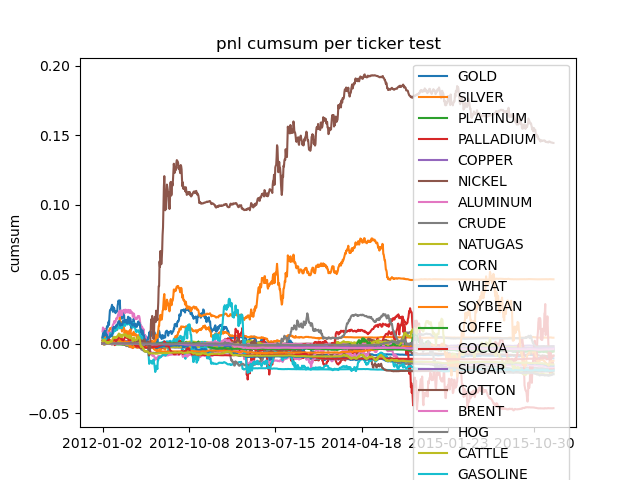 pnl cumsum per ticker test
cumsum
0.20
0.15
0.10
0.05
0.00
−0.05
2012-01-02 2012-10-08 2013-07-15 2014-04-18 2015-01-23 2015-10-30
GOLD
SILVER
PLATINUM
PALLADIUM
COPPER
NICKEL
ALUMINUM
CRUDE
NATUGAS
CORN
WHEAT
SOYBEAN
COFFE
COCOA
SUGAR
COTTON
BRENT
HOG
CATTLE
GASOLINE